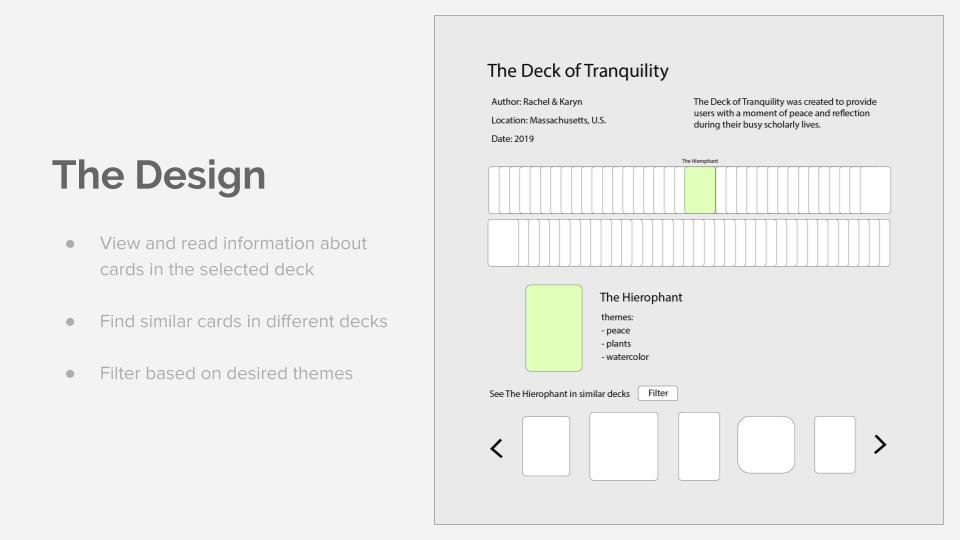 The Design
● View and read information about
cards in the selected deck
● Find similar cards in different decks
● Filter based on desired themes
The Deck of Tranquility
Author: Rachel & Karyn
Location: Massachusetts, U.S.
Date: 2019
The Deck of Tranquility was created to provide
users with a moment of peace and reflection
during their busy scholarly lives.
The Hierophant
The Hierophant
themes:
- peace
- plants
- watercolor
See The Hierophant in similar decks
Filter